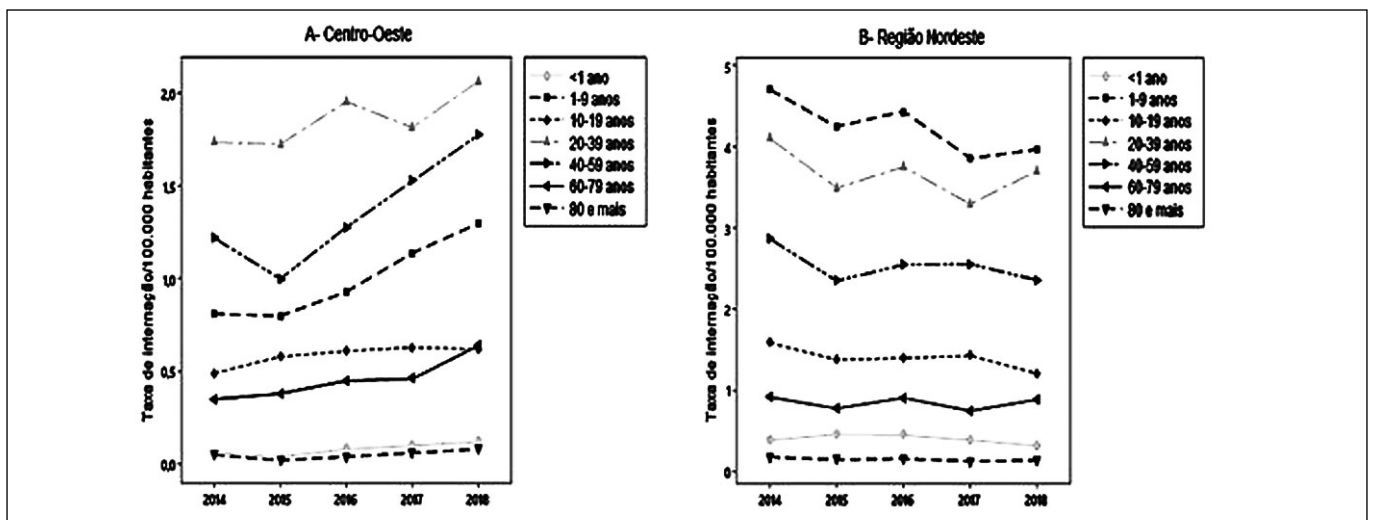 A- Centro-Oeste
Taxa de internação/100.000 habitantes
2,0
1,5
1,0
0,5
0,0
2014 2015 2016 2017 2018
<1 ano
1-9 anos
10-19 anos
20-39 anos
40-59 anos
60-79 anos
80 e mais
B- Região Nordeste
Taxa de internação/100.000 habitantes
5
4
3
2
1
0
2014 2015 2016 2017 2018
<1 ano
1-9 anos
10-19 anos
20-39 anos
40-59 anos
60-79 anos
80 e mais